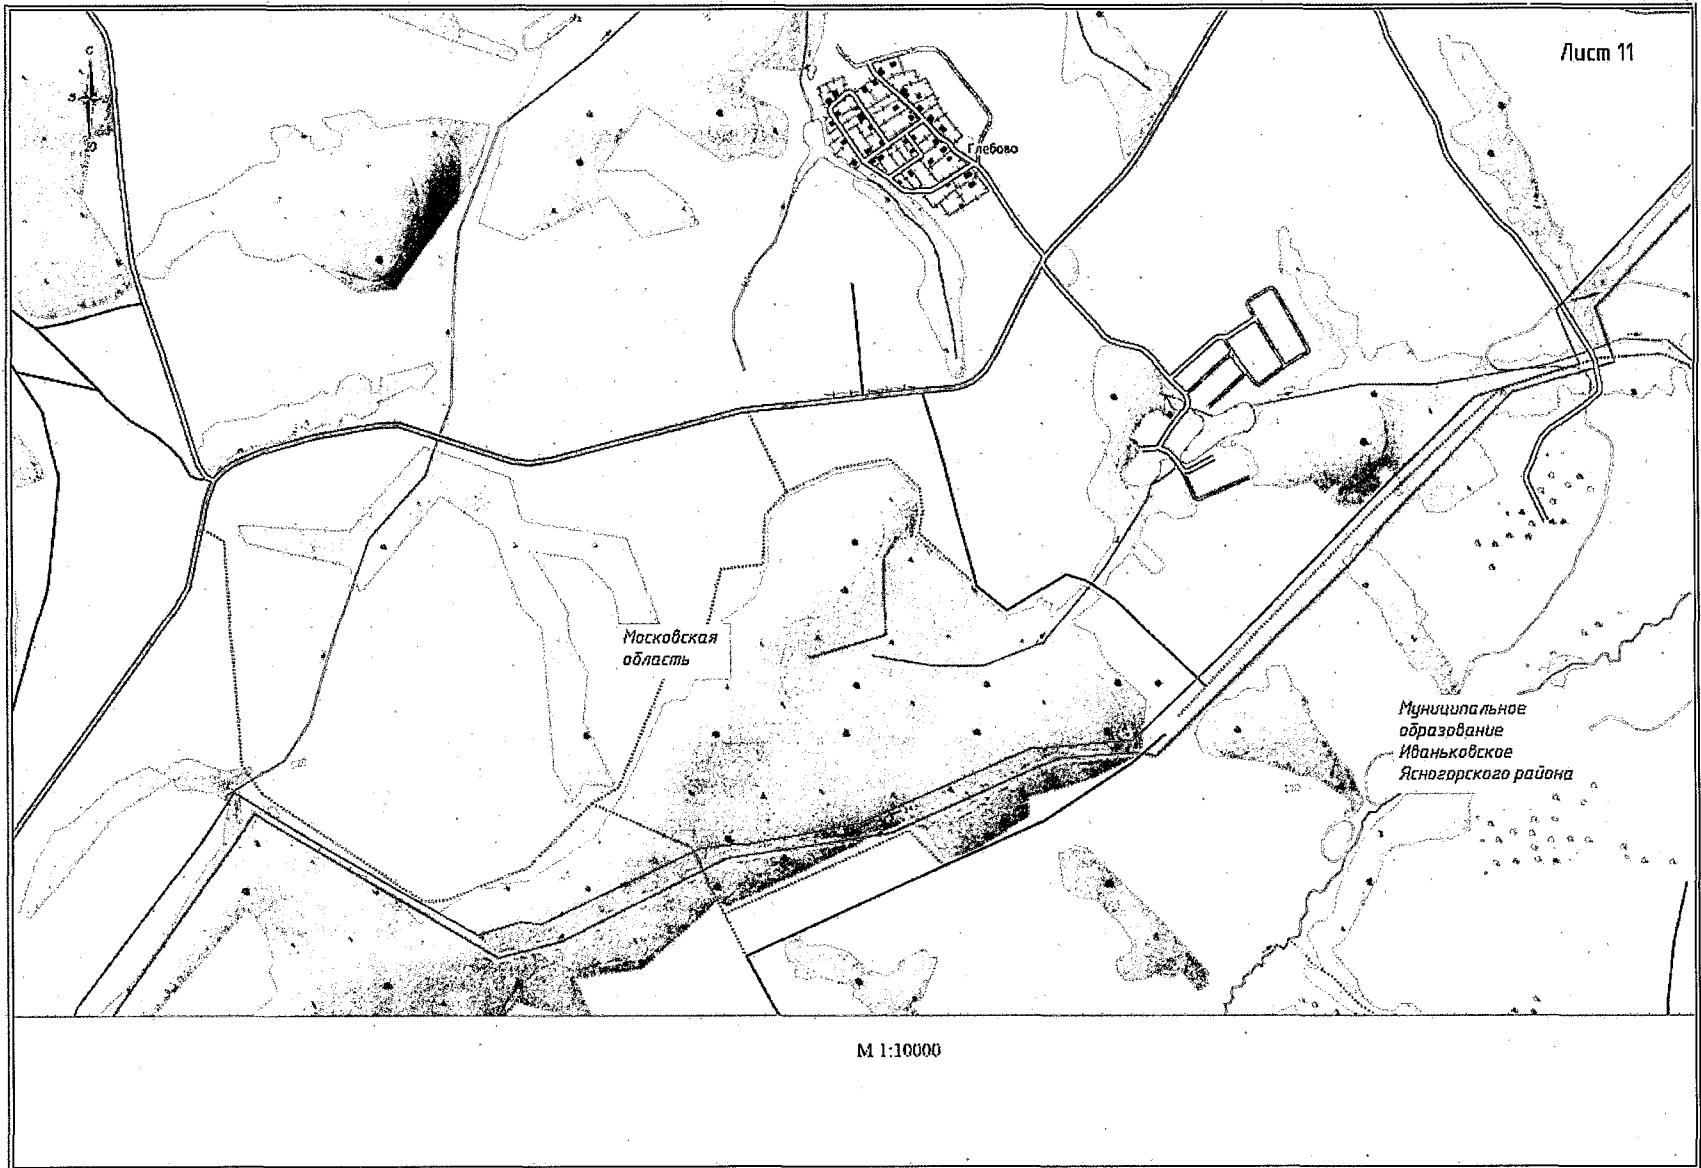 Лист 11
С
Глебово
Московская
область
Муниципальное
образование
Иваньковское
Ясногорского района
М 1:10000